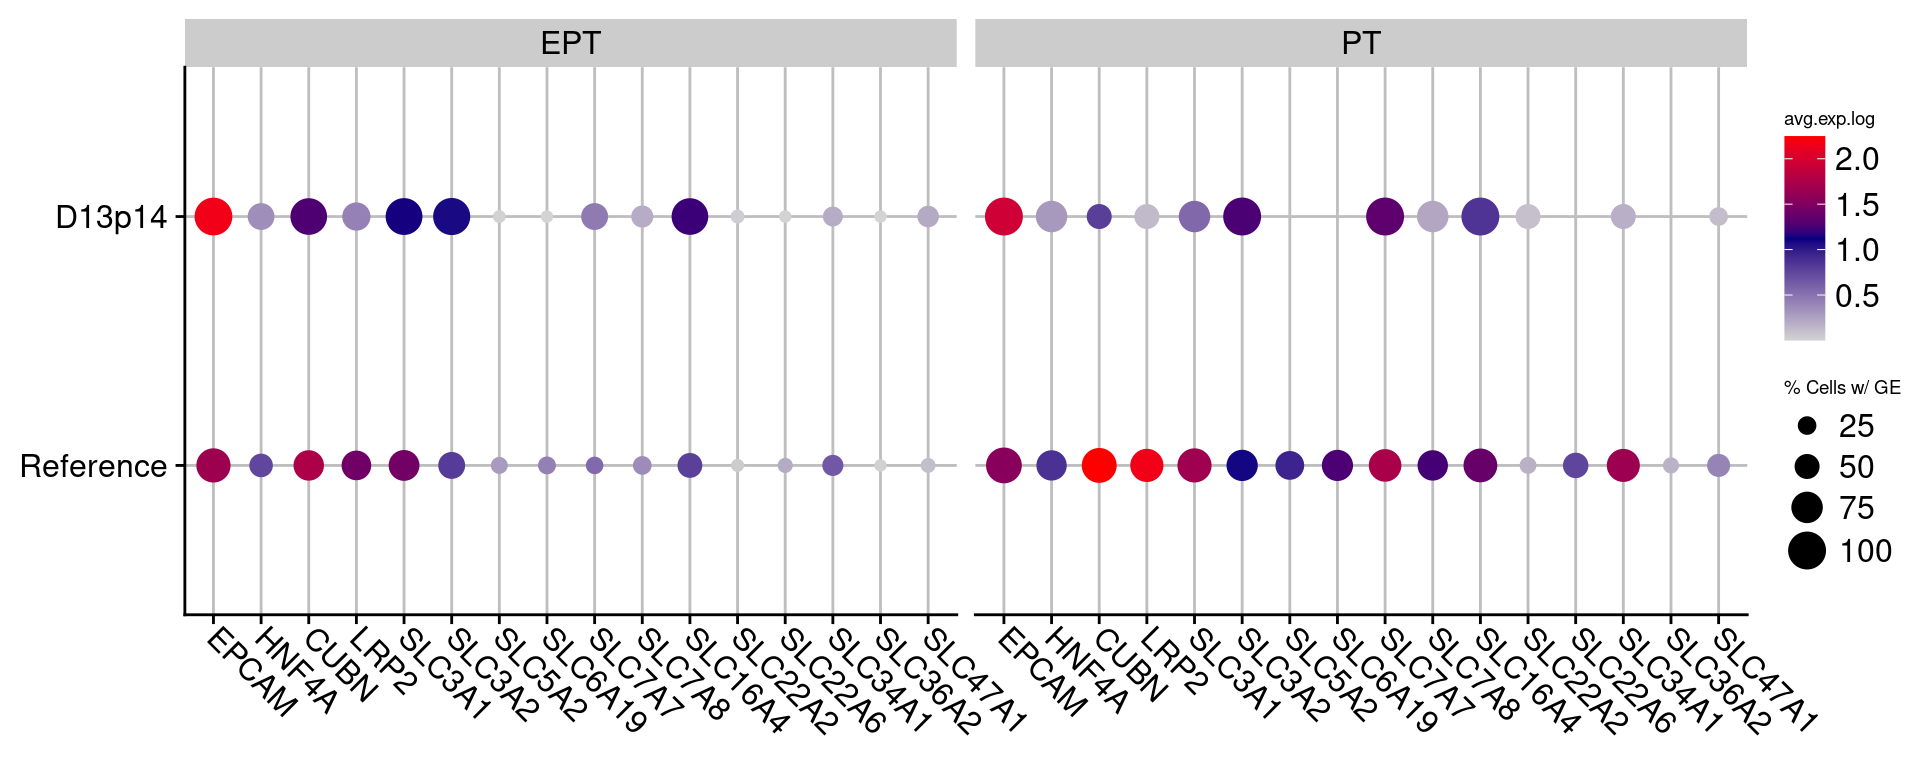 EPT
PT
D13p14
Reference
EPCAM
HNF4A
CUBN
LRP2
SLC3A1
SLC3A2
SLC5A2
SLC6A19
SLC7A7
SLC7A8
SLC16A4
SLC22A2
SLC22A6
SLC34A1
SLC36A2
SLC47A1
EPCAM
HNF4A
CUBN
LRP2
SLC3A1
SLC3A2
SLC5A2
SLC6A19
SLC7A7
SLC7A8
SLC16A4
SLC22A2
SLC22A6
SLC34A1
SLC36A2
SLC47A1
avg.exp.log
2.0
1.5
1.0
0.5
% Cells w/ GE
25
50
75
100